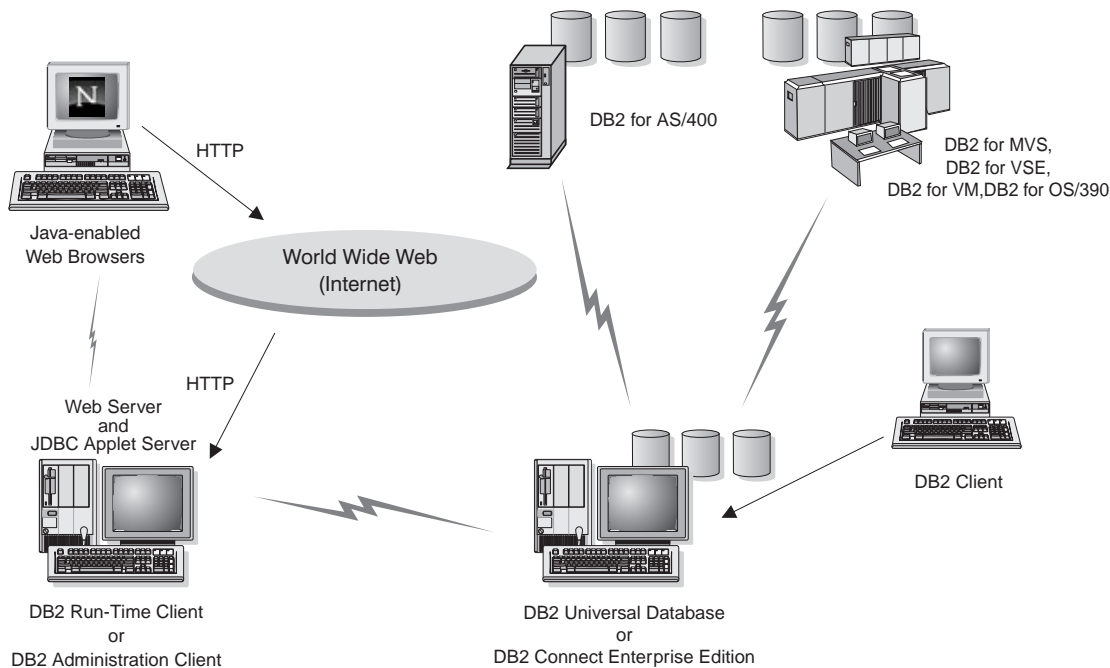 DB2 for AS/400
DB2 for MVS,
DB2 for VSE,
DB2 for VM,DB2 for OS/390
N
HTTP
Java-enabled
Web Browsers
World Wide Web
(Internet)
HTTP
Web Server
and
JDBC Applet Server
DB2 Client
DB2 Run-Time Client
or
DB2 Administration Client
DB2 Universal Database
or
DB2 Connect Enterprise Edition